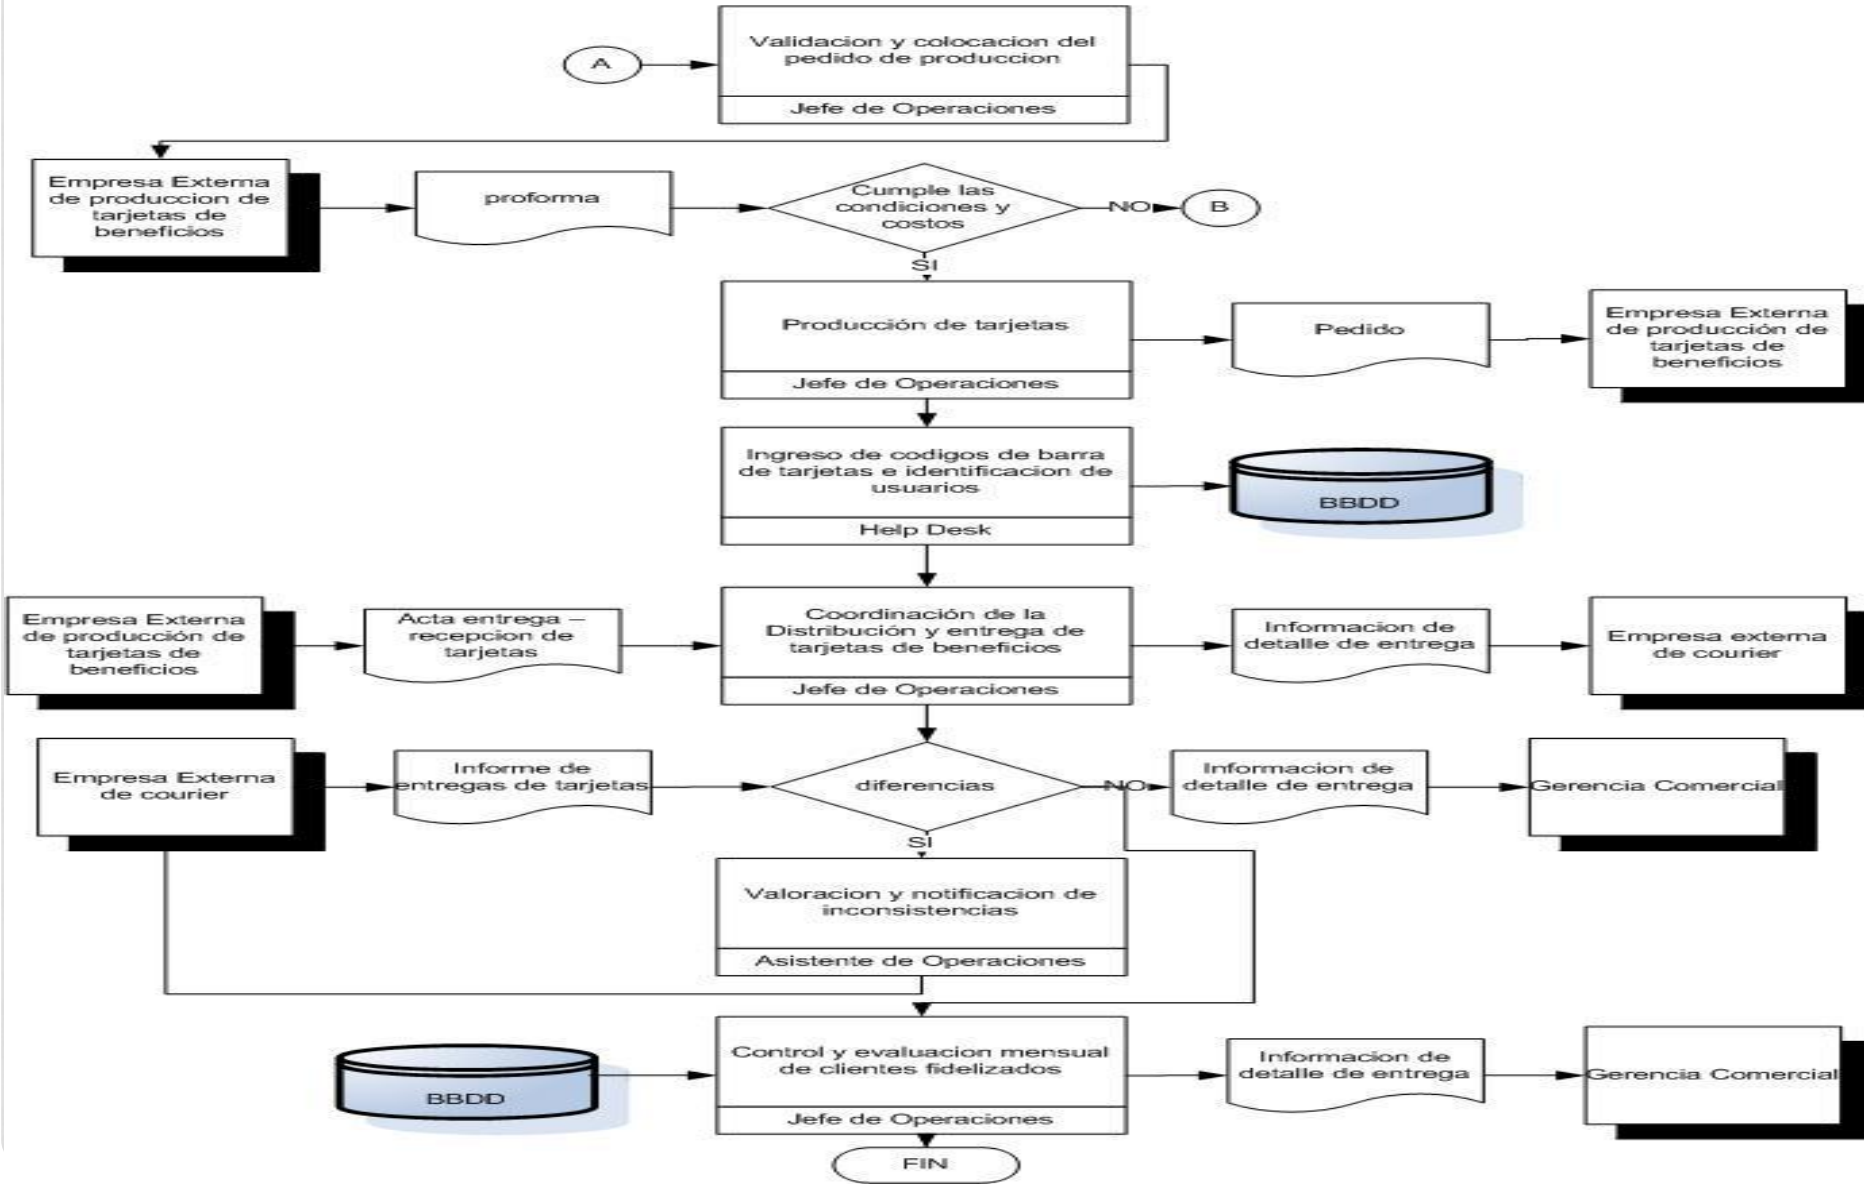 Validacion y colocacion del
pedido de produccion
A
Jefe de Operaciones
Empresa Externa
de produccion de
tarjetas de
beneficios
proforma
Cumple las
condiciones y
costos
NO
B
SI
Producción de tarjetas
Jefe de Operaciones
Pedido
Empresa Externa
de producción de
tarjetas de
beneficios
Ingreso de codigos de barra
de tarjetas e identificacion de
usuarios
Help Desk
BBDD
Empresa Externa
de producción de
tarjetas de
beneficios
Acta entrega –
recepcion de
tarjetas
Coordinación de la
Distribución y entrega de
tarjetas de beneficios
Jefe de Operaciones
Informacion de
detalle de entrega
Empresa externa
de courier
Empresa Externa
de courier
Informe de
entregas de tarjetas
diferencias
NO
Informacion de
detalle de entrega
Gerencia Comercial
SI
Valoracion y notificacion de
inconsistencias
Asistente de Operaciones
BBDD
Control y evaluacion mensual
de clientes fidelizados
Jefe de Operaciones
Informacion de
detalle de entrega
Gerencia Comercial
FIN